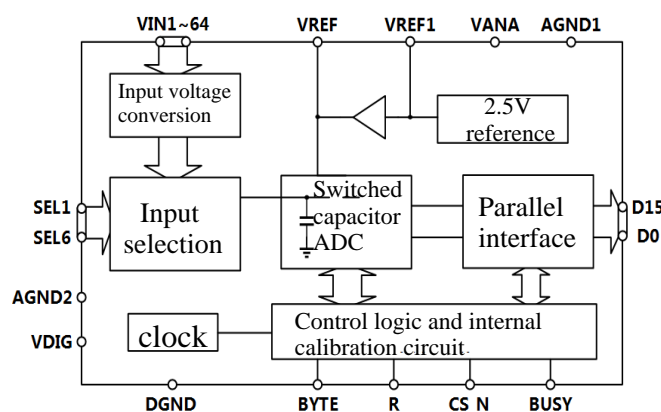 VIN1~64
VREF
VREF1
VANA
AGND1
Input voltage
conversion
2.5V
reference
SEL1
SEL6
Input
selection
Switched
capacitor
ADC
Parallel
interface
D15
D0
AGND2
VDIG
clock
Control logic and internal
calibration circuit
DGND
BYTE
R
CS N
BUSY